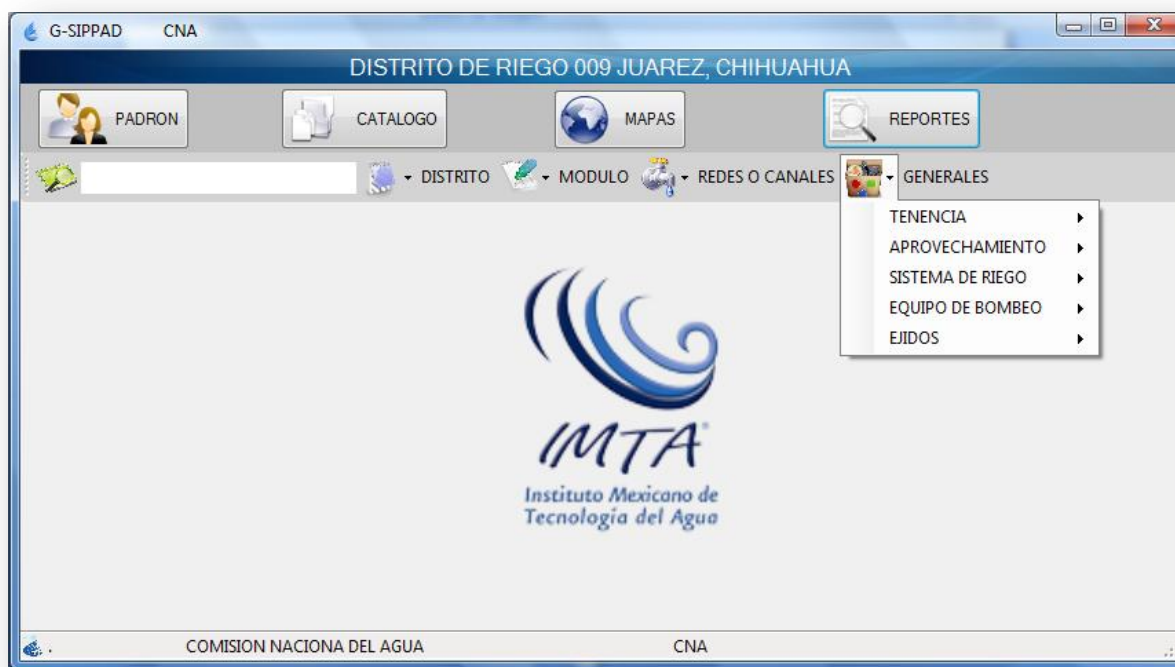 G-SIPPAD CNA
DISTRITO DE RIEGO 009 JUAREZ, CHIHUAHUA
PADRON CATALOGO MAPAS REPORTES
DISTRITO MODULO REDES O CANALES GENERALES
TENENCIA
APROVECHAMIENTO
SISTEMA DE RIEGO
EQUIPO DE BOMBEO
EJIDOS
IMTA®
Instituto Mexicano de
Tecnología del Agua
. COMISION NACIONA DEL AGUA CNA